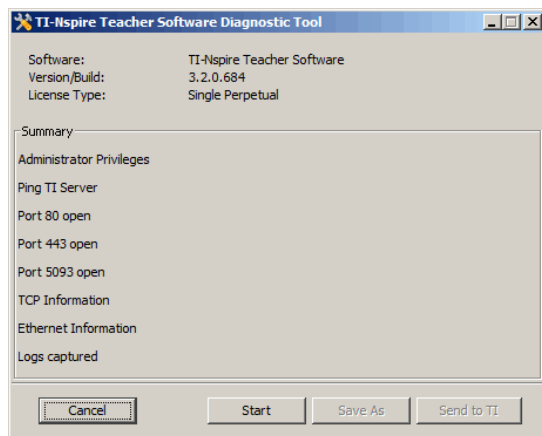 TI-Nspire Teacher Software Diagnostic Tool
Software: TI-Nspire Teacher Software
Version/Build: 3.2.0.684
License Type: Single Perpetual
Summary
Administrator Privileges
Ping TI Server
Port 80 open
Port 443 open
Port 5093 open
TCP Information
Ethernet Information
Logs captured
Cancel Start Save As Send to TI